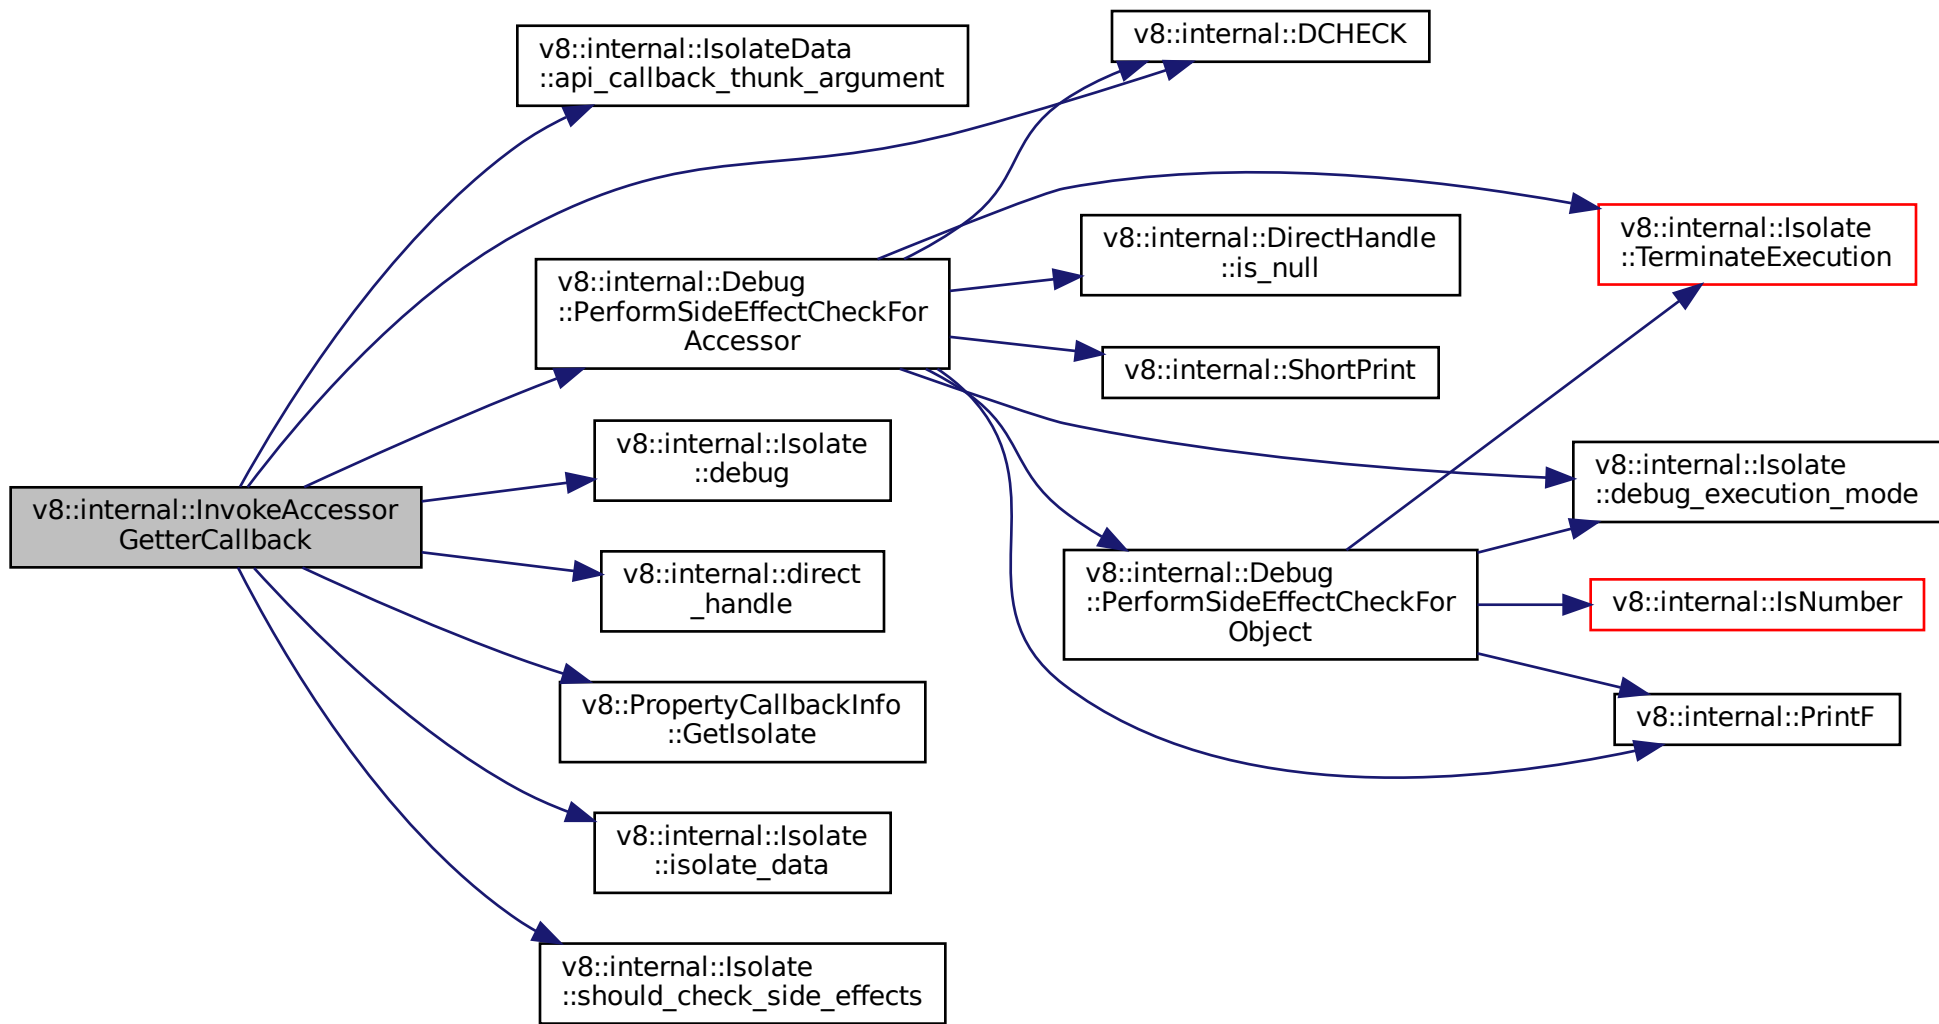 v8::internal::InvokeAccessor
GetterCallback
v8::internal::IsolateData
::api_callback_thunk_argument
v8::internal::DCHECK
v8::internal::Debug
::PerformSideEffectCheckFor
Accessor
v8::internal::Isolate
::debug
v8::internal::direct
_handle
v8::PropertyCallbackInfo
::GetIsolate
v8::internal::Isolate
::isolate_data
v8::internal::Isolate
::should_check_side_effects
v8::internal::DirectHandle
::is_null
v8::internal::ShortPrint
v8::internal::Debug
::PerformSideEffectCheckFor
Object
v8::internal::Isolate
::TerminateExecution
v8::internal::Isolate
::debug_execution_mode
v8::internal::IsNumber
v8::internal::PrintF